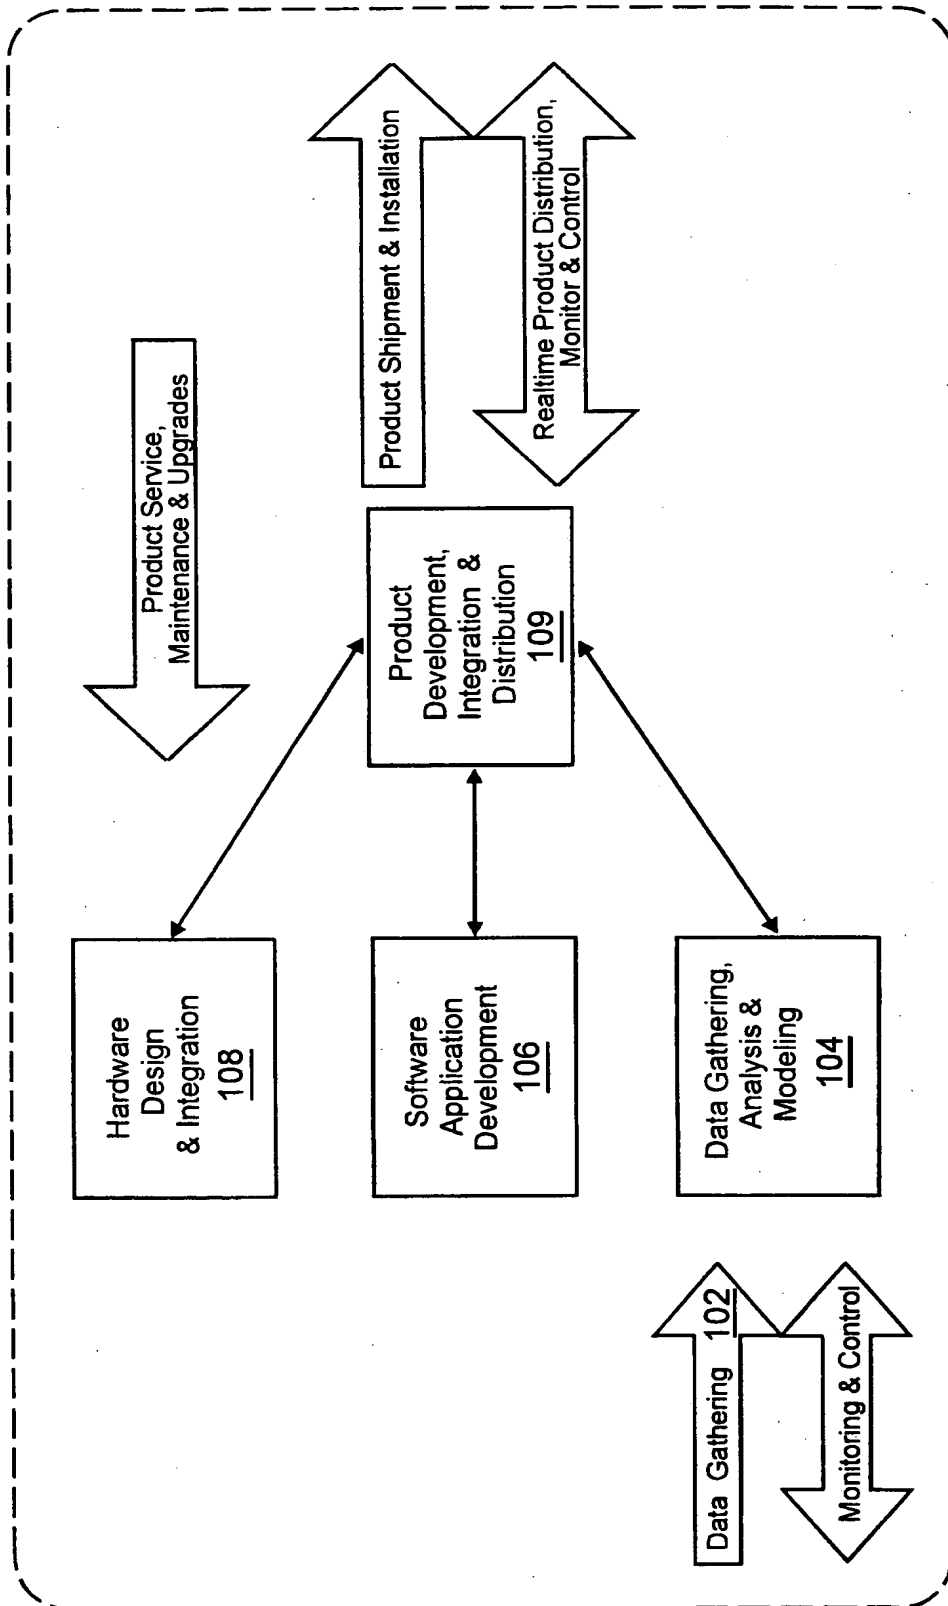 Hardware
Design
& Integration
108
Product Service,
Maintenance & Upgrades
Software
Application
Development
106
Product
Development,
Integration &
Distribution
109
Product Shipment & Installation
Realtime Product Distribution,
Monitor & Control
Data Gathering 102
Monitoring & Control
Data Gathering,
Analysis &
Modeling
104